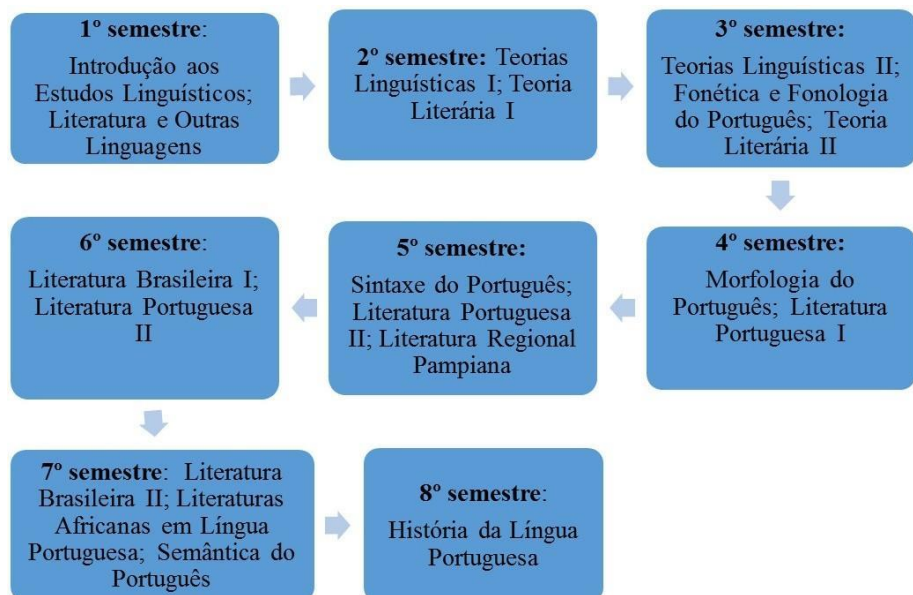 1º semestre:
Introdução aos
Estudos Linguísticos;
Literatura e Outras
Linguagens
2º semestre: Teorias
Linguísticas I; Teoria
Literária I
3º semestre:
Teorias Linguísticas II;
Fonética e Fonologia
do Português; Teoria
Literária II
4º semestre:
Morfologia do
Português; Literatura
Portuguesa I
5º semestre:
Sintaxe do Português;
Literatura Portuguesa
II; Literatura Regional
Pampiana
6º semestre:
Literatura Brasileira I;
Literatura Portuguesa
II
7º semestre: Literatura
Brasileira II; Literaturas
Africanas em Língua
Portuguesa; Semântica do
Português
8º semestre:
História da Língua
Portuguesa